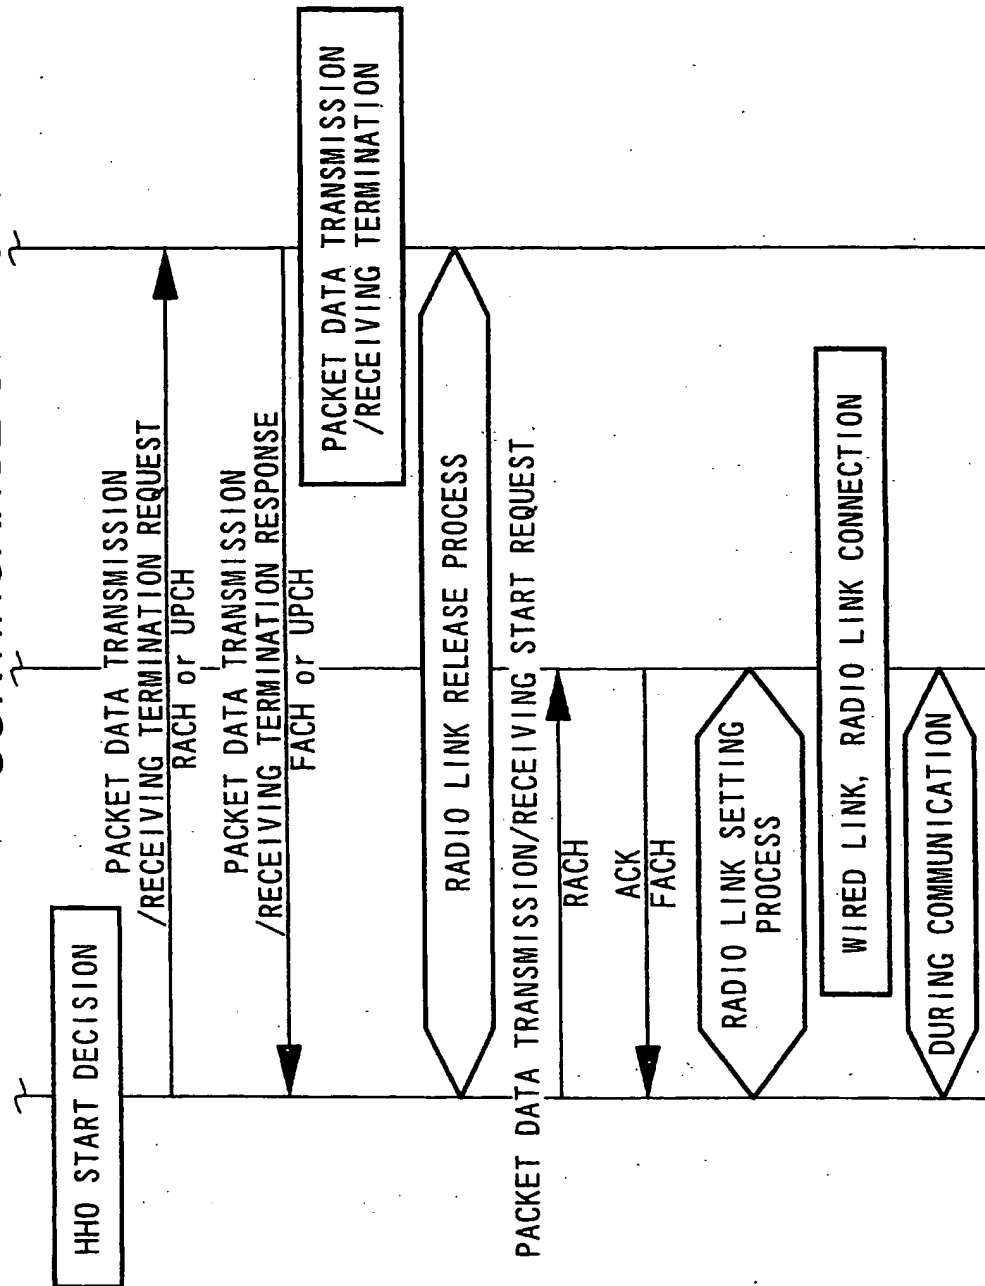 HHO START DECISION
PACKET DATA TRANSMISSION
/RECEIVING TERMINATION REQUEST
RACH or UPCH
PACKET DATA TRANSMISSION
/RECEIVING TERMINATION RESPONSE
FACH or UPCH
PACKET DATA TRANSMISSION
/RECEIVING TERMINATION
RADIO LINK RELEASE PROCESS
PACKET DATA TRANSMISSION/RECEIVING START REQUEST
RACH
ACK
FACH
RADIO LINK SETTING
PROCESS
WIRED LINK, RADIO LINK CONNECTION
DURING COMMUNICATION